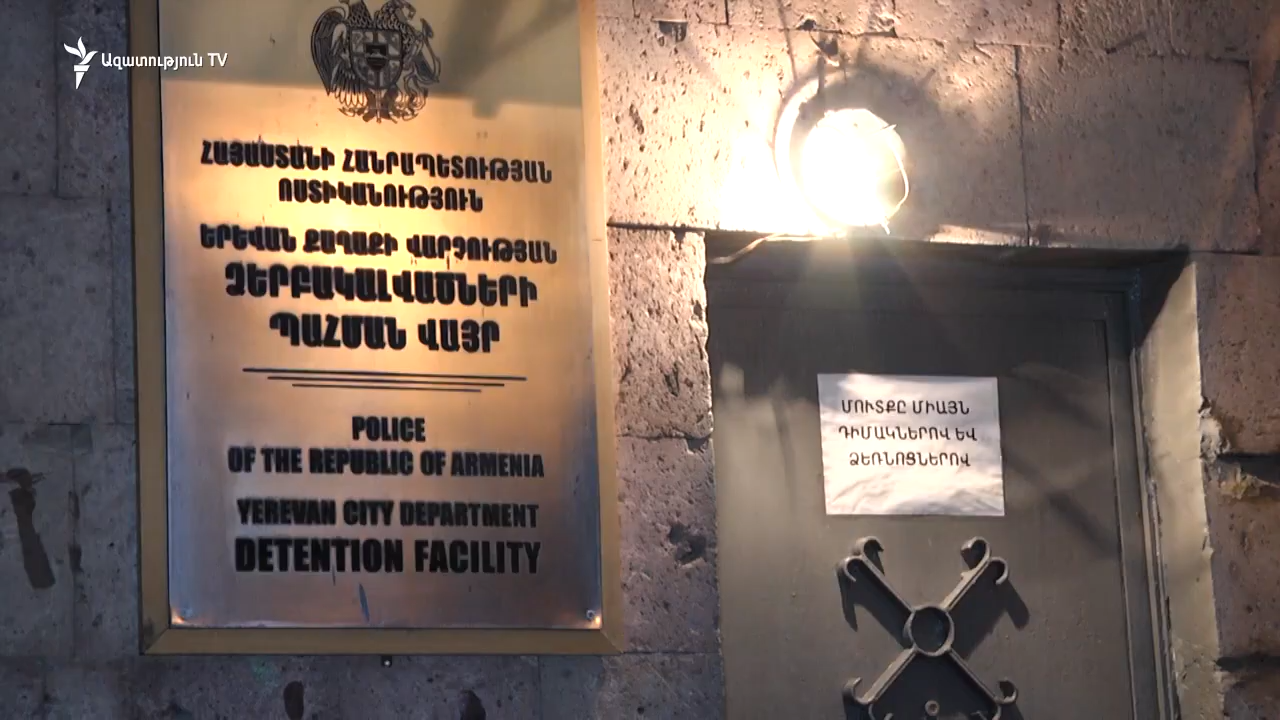 Ազատություն TV
ՀԱՅԱՍՏԱՆԻ ՀԱՆՐԱՊԵՏՈՒԹՅԱՆ
ՈՍՏԻԿԱՆՈՒԹՅՈՒՆ
ԵՐԵՎԱՆ ՔԱՂԱՔԻ ՎԱՐՉՈՒԹՅԱՆ
ՁԵՐԲԱԿԱԼՎԱԾՆԵՐԻ
ՊԱՀՄԱՆ ՎԱՅՐ
POLICE
OF THE REPUBLIC OF ARMENIA
YEREVAN CITY DEPARTMENT
DETENTION FACILITY
ՄՈՒՏՔԸ ՄԻԱՅՆ
ԴԻՄԱԿՆԵՐՈՎ ԵՎ
ՁԵՌՆՈՑՆԵՐՈՎ